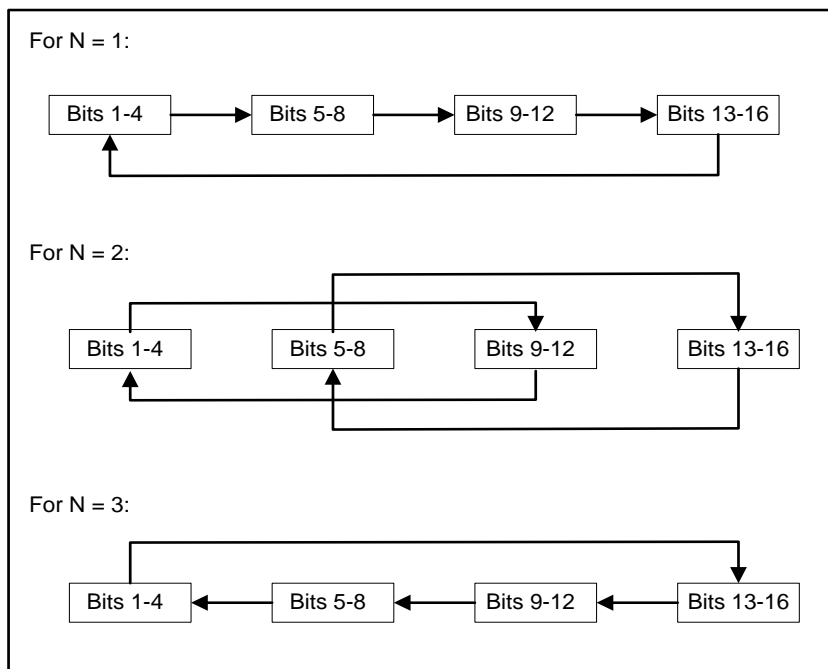 For N = 1:
Bits 1-4 Bits 5-8 Bits 9-12 Bits 13-16
For N = 2:
Bits 1-4 Bits 5-8 Bits 9-12 Bits 13-16
For N = 3:
Bits 1-4 Bits 5-8 Bits 9-12 Bits 13-16